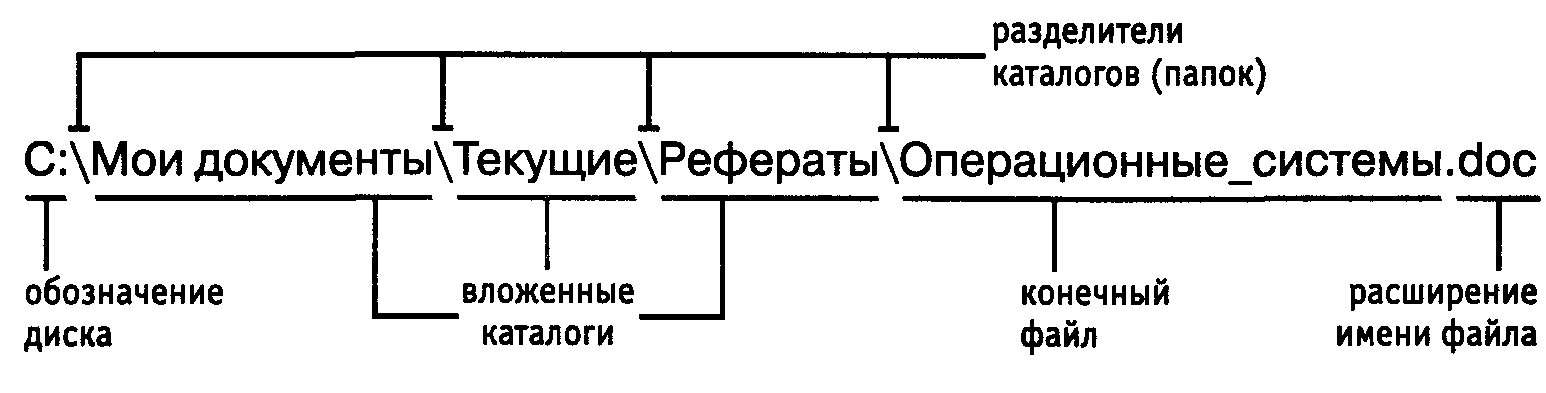 разделители
каталогов (папок)
C:\Мои документы\Текущие\Рефераты\Операционные_системы.doc
обозначение
диска
вложенные
каталоги
конечный
файл
расширение
имени файла